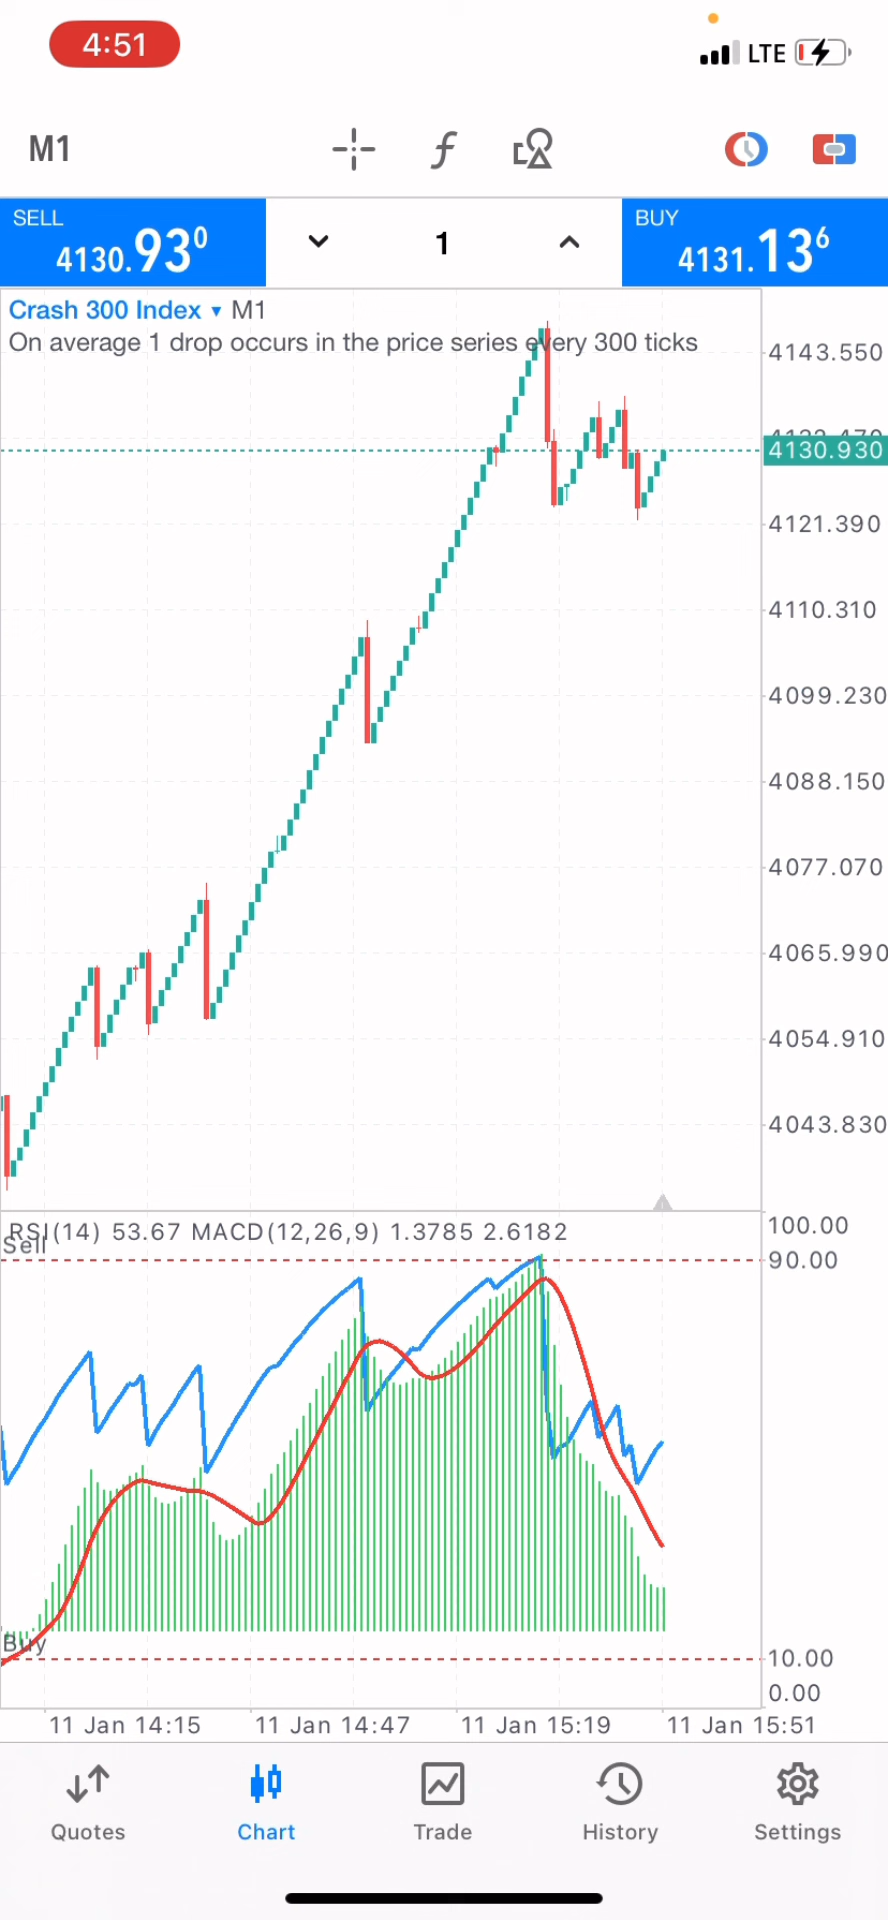 4:51
LTE
M1
f
SELL
4130.930
1
BUY
4131.136
Crash 300 Index ▾ M1
On average 1 drop occurs in the price series every 300 ticks
4143.550
4130.930
4121.390
4110.310
4099.230
4088.150
4077.070
4065.990
4054.910
4043.830
RSI(14) 53.67 MACD(12,26,9) 1.3785 2.6182
Sell
100.00
90.00
Buy
10.00
0.00
11 Jan 14:15
11 Jan 14:47
11 Jan 15:19
11 Jan 15:51
Quotes
Chart
Trade
History
Settings